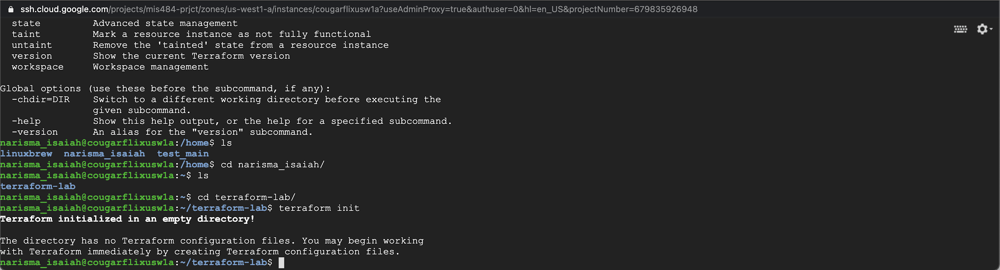 ssh.cloud.google.com/projects/mis484-prjct/zones/us-west1-a/instances/cougarflixusw1a?useAdminProxy=true&authuser=0&hl=en_US&projectNumber=679835926948
  state         Advanced state management
  taint         Mark a resource instance as not fully functional
  untaint       Remove the 'tainted' state from a resource instance
  version       Show the current Terraform version
  workspace     Workspace management

Global options (use these before the subcommand, if any):
  -chdir=DIR    Switch to a different working directory before executing the
                given subcommand.
  -help         Show this help output, or the help for a specified subcommand.
  -version      An alias for the "version" subcommand.
narisma_isaiah@cougarflixusw1a:/home$ ls
linuxbrew  narisma_isaiah  test_main
narisma_isaiah@cougarflixusw1a:/home$ cd narisma_isaiah/
narisma_isaiah@cougarflixusw1a:~$ ls
terraform-lab
narisma_isaiah@cougarflixusw1a:~$ cd terraform-lab/
narisma_isaiah@cougarflixusw1a:~/terraform-lab$ terraform init
Terraform initialized in an empty directory!

The directory has no Terraform configuration files. You may begin working
with Terraform immediately by creating Terraform configuration files.
narisma_isaiah@cougarflixusw1a:~/terraform-lab$